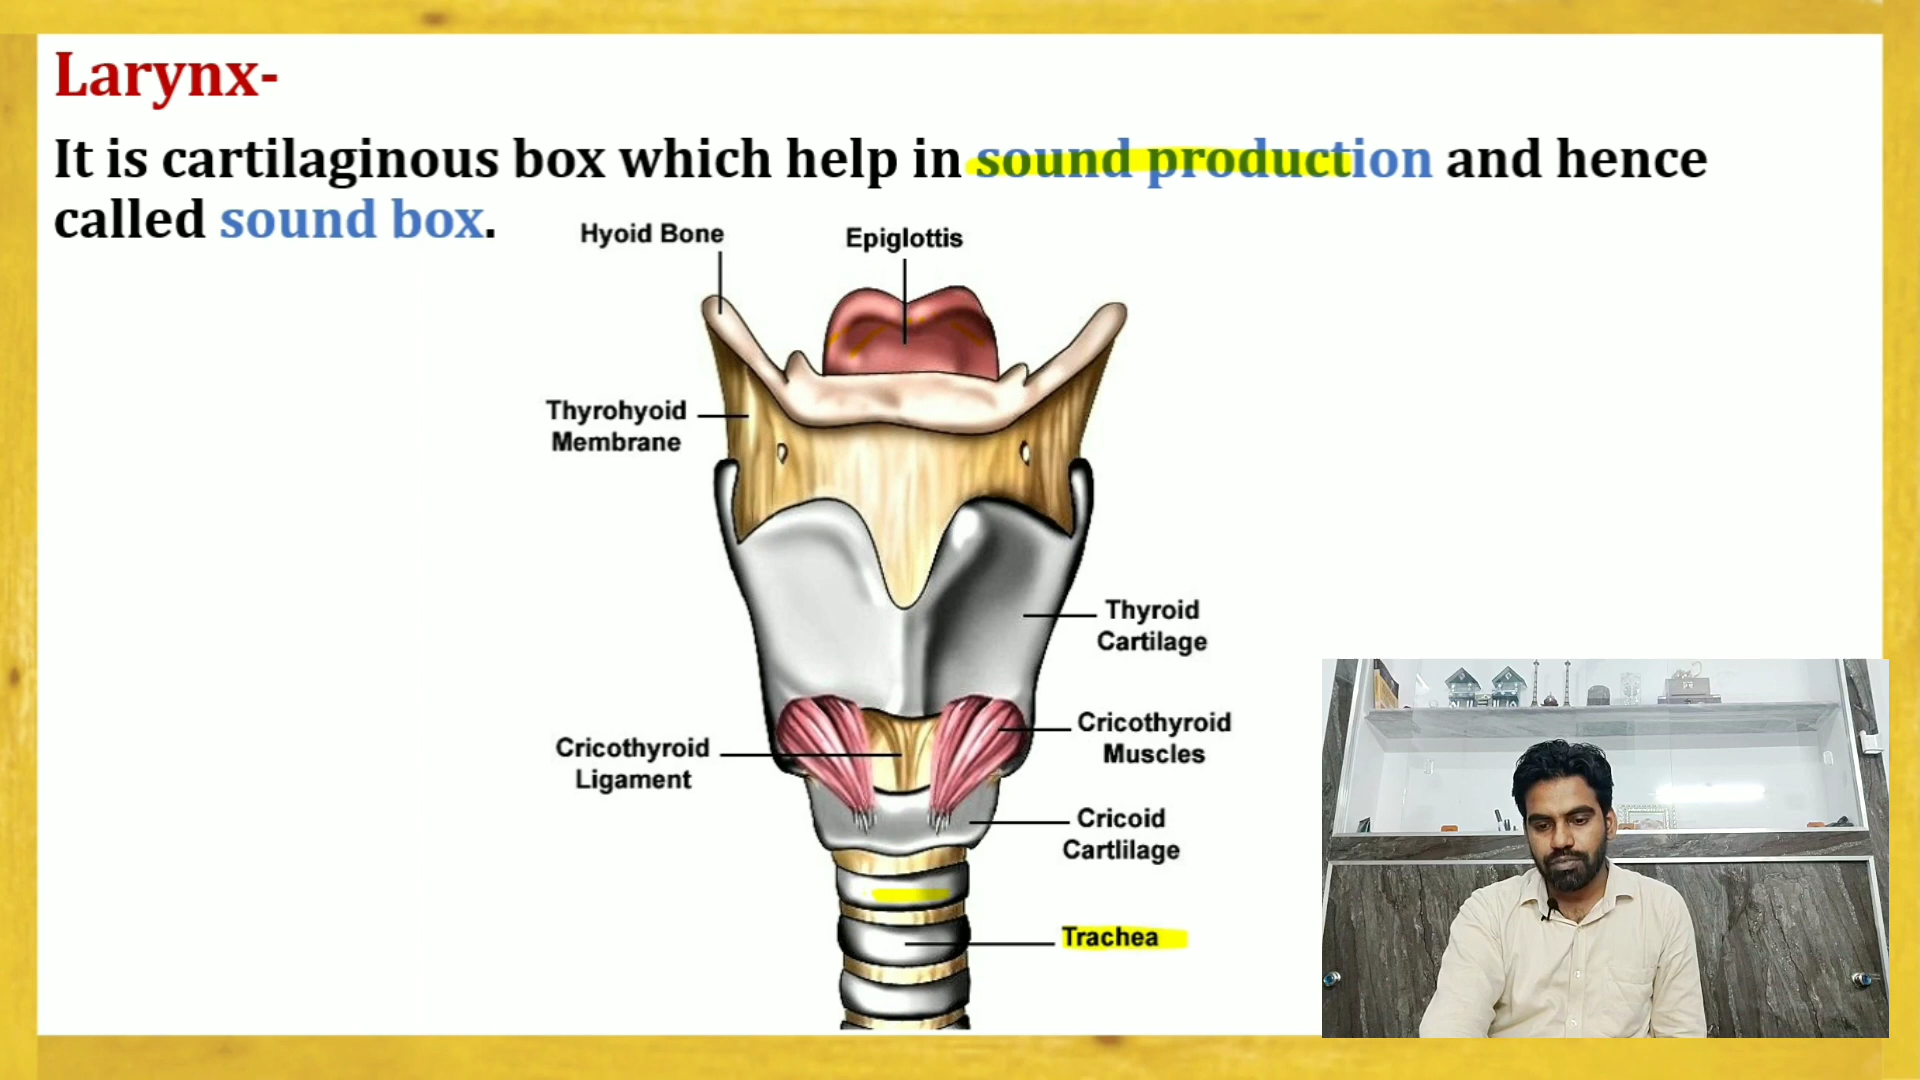 Larynx-
It is cartilaginous box which help in sound production and hence
called sound box.
Hyoid Bone
Epiglottis
Thyrohyoid
Membrane
Thyroid
Cartilage
Cricothyroid
Muscles
Cricothyroid
Ligament
Cricoid
Cartlilage
Trachea